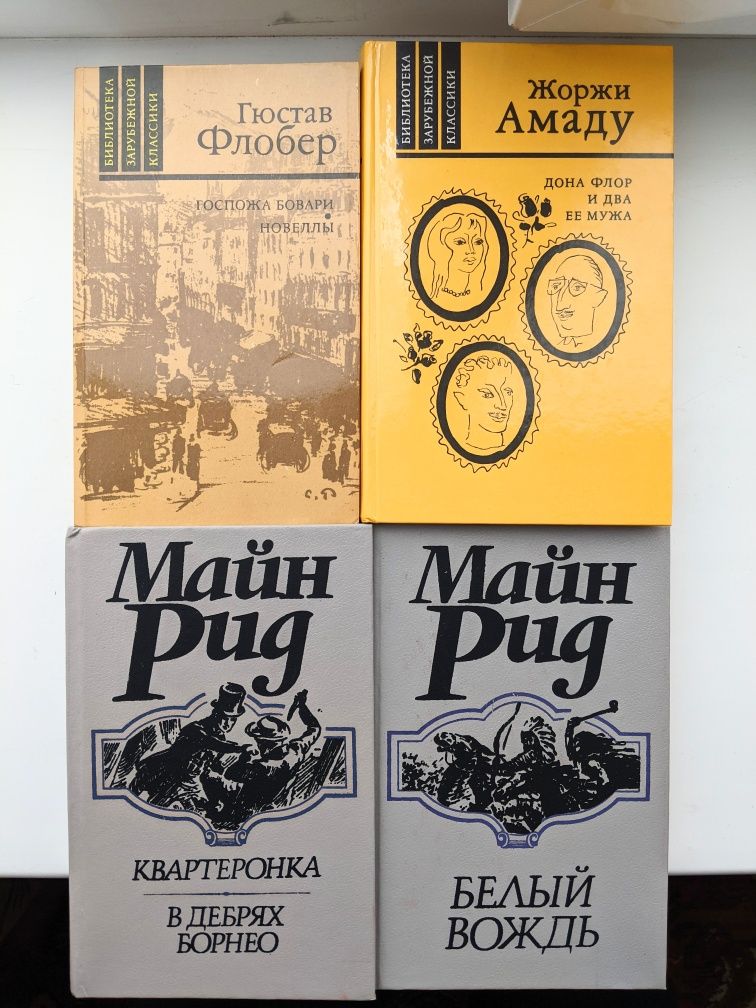 БИБЛИОТЕКА
ЗАРУБЕЖНОЙ
КЛАССИКИ
Гюстав
Флобер
ГОСПОЖА БОВАРИ
НОВЕЛЛЫ
С.Т
БИБЛИОТЕКА
ЗАРУБЕЖНОЙ
КЛАССИКИ
Жоржи
Амаду
ДОНА ФЛОР
И ДВА
ЕЕ МУЖА
Майн
Рид
КВАРТЕРОНКА
В ДЕБРЯХ
БОРНЕО
Майн
Рид
БЕЛЫЙ
ВОЖДЬ